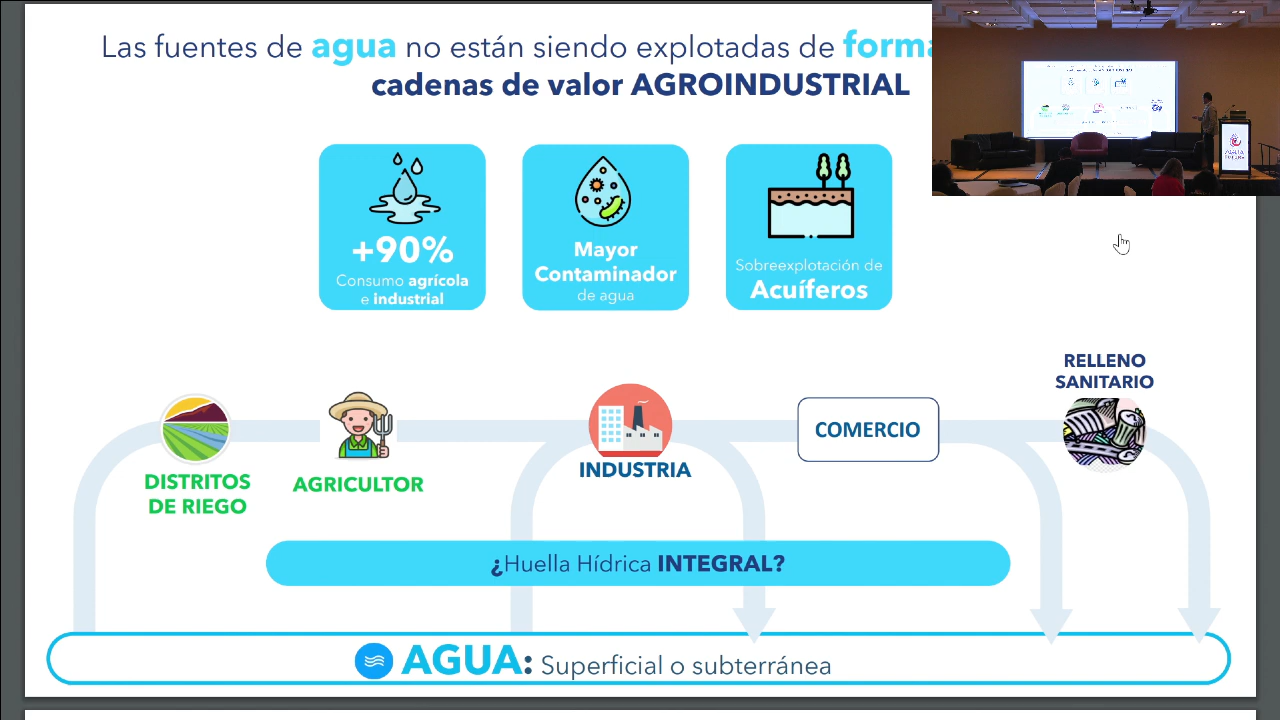 Las fuentes de agua no están siendo explotadas de forma
cadenas de valor AGROINDUSTRIAL
+90%
Consumo agrícola
e industrial
Mayor
Contaminador
de agua
Sobreexplotación de
Acuíferos
RELLENO
SANITARIO
DISTRITOS
DE RIEGO
AGRICULTOR
INDUSTRIA
COMERCIO
¿Huella Hídrica INTEGRAL?
AGUA: Superficial o subterránea